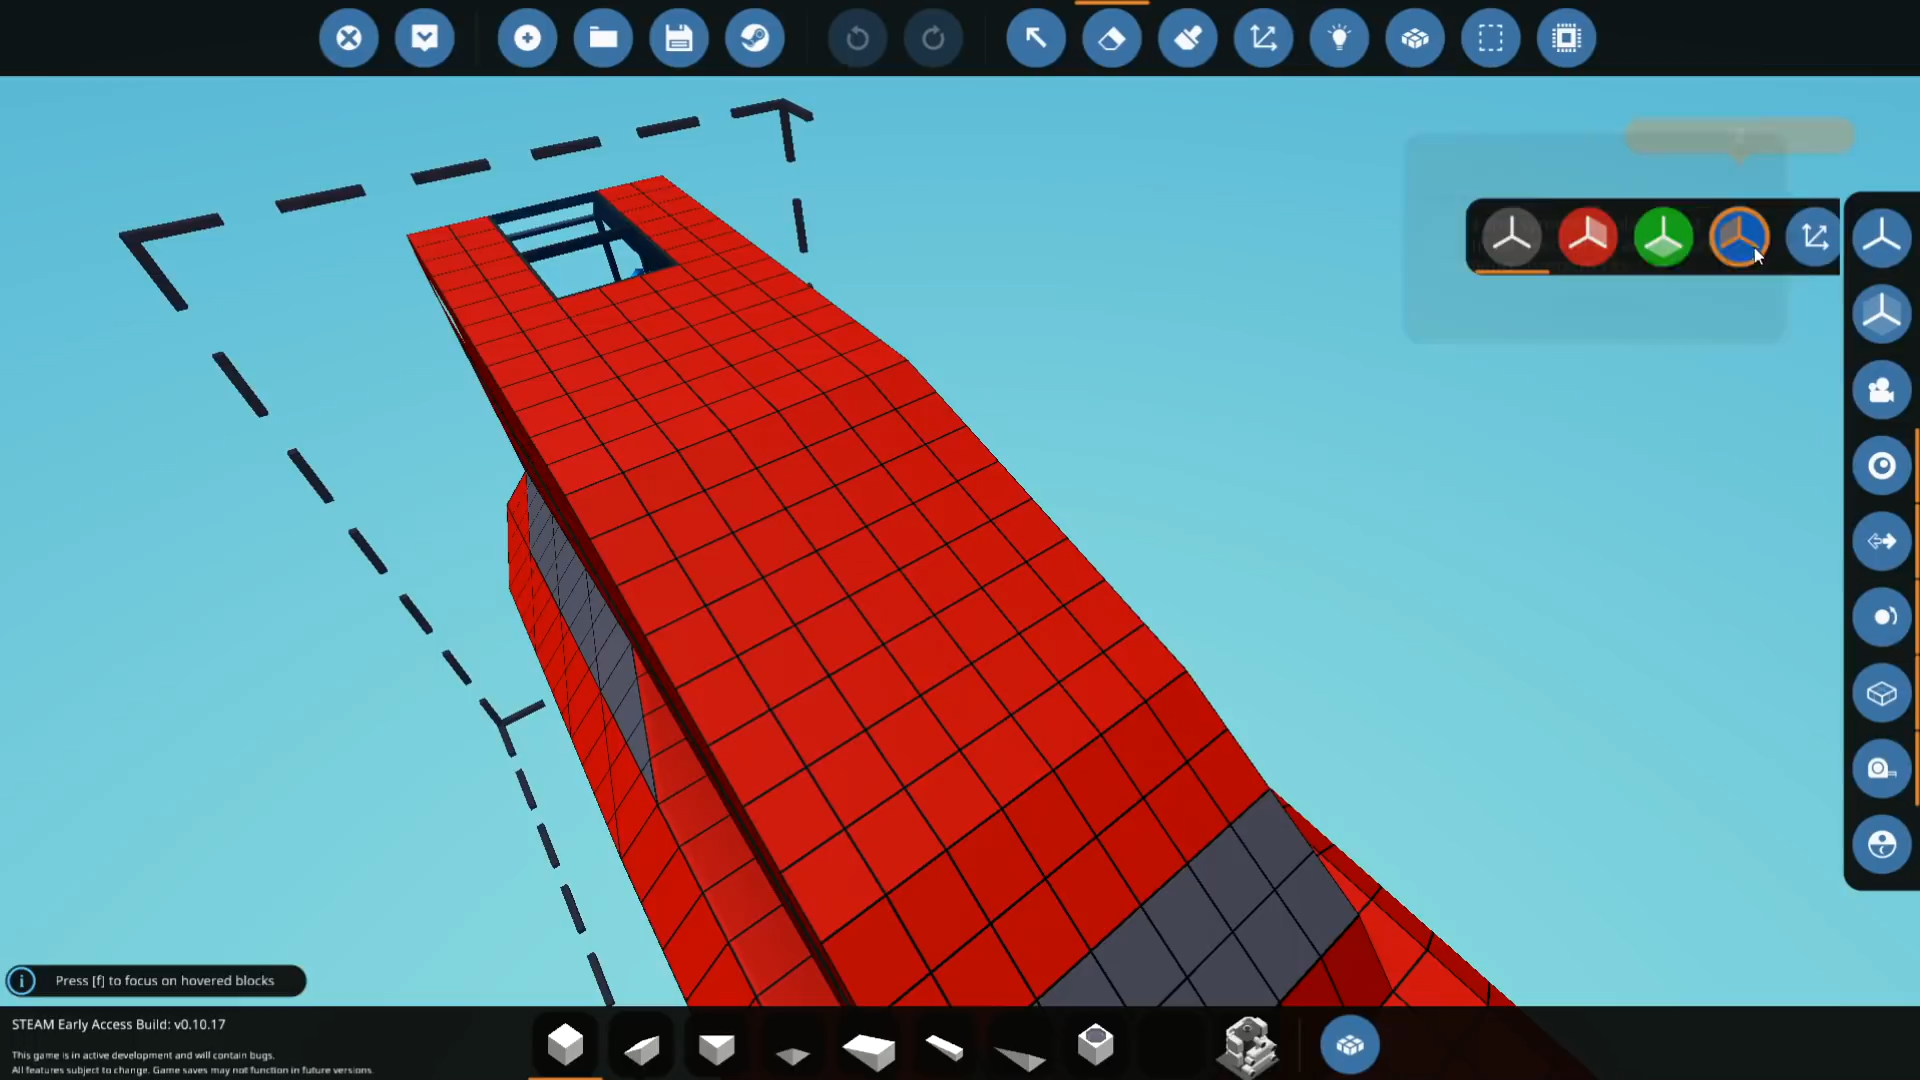 Press [f] to focus on hovered blocks
STEAM Early Access Build: v0.10.17
This game is in active development and will contain bugs.
All features subject to change. Game saves may not function in future versions.